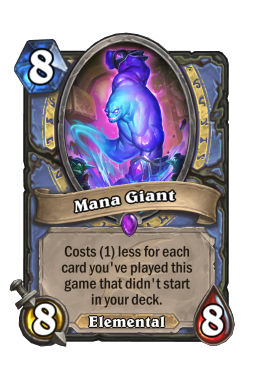 8
Mana Giant
Costs (1) less for each
card you've played this
game that didn't start
in your deck.
8
Elemental
8